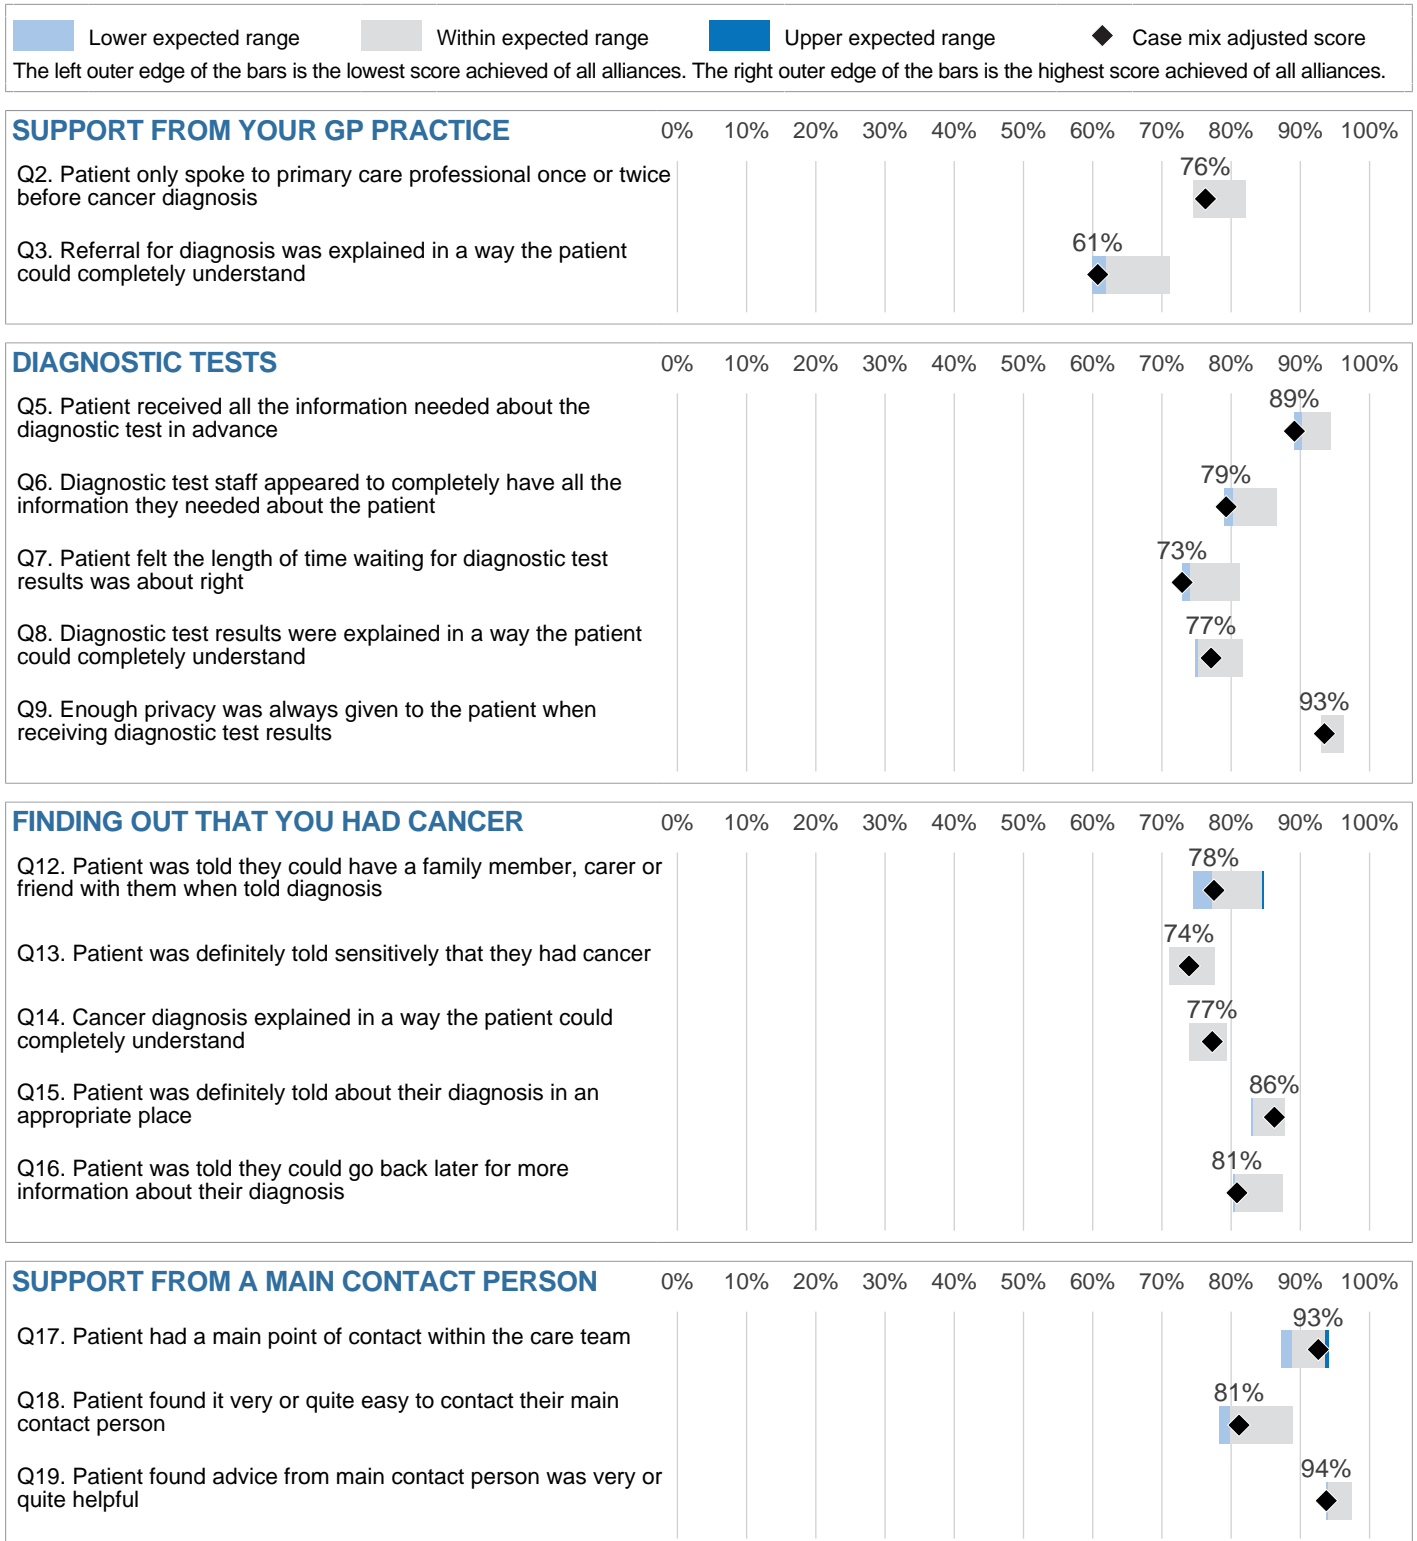 Lower expected range Within expected range Upper expected range Case mix adjusted score
The left outer edge of the bars is the lowest score achieved of all alliances. The right outer edge of the bars is the highest score achieved of all alliances.
SUPPORT FROM YOUR GP PRACTICE 0% 10% 20% 30% 40% 50% 60% 70% 80% 90% 100%
76%
Q2. Patient only spoke to primary care professional once or twice
before cancer diagnosis
61%
Q3. Referral for diagnosis was explained in a way the patient
could completely understand
DIAGNOSTIC TESTS 0% 10% 20% 30% 40% 50% 60% 70% 80% 90% 100%
89%
Q5. Patient received all the information needed about the
diagnostic test in advance
79%
Q6. Diagnostic test staff appeared to completely have all the
information they needed about the patient
73%
Q7. Patient felt the length of time waiting for diagnostic test
results was about right
77%
Q8. Diagnostic test results were explained in a way the patient
could completely understand
93%
Q9. Enough privacy was always given to the patient when
receiving diagnostic test results
FINDING OUT THAT YOU HAD CANCER 0% 10% 20% 30% 40% 50% 60% 70% 80% 90% 100%
78%
Q12. Patient was told they could have a family member, carer or
friend with them when told diagnosis
74%
Q13. Patient was definitely told sensitively that they had cancer
77%
Q14. Cancer diagnosis explained in a way the patient could
completely understand
86%
Q15. Patient was definitely told about their diagnosis in an
appropriate place
81%
Q16. Patient was told they could go back later for more
information about their diagnosis
SUPPORT FROM A MAIN CONTACT PERSON 0% 10% 20% 30% 40% 50% 60% 70% 80% 90% 100%
93%
Q17. Patient had a main point of contact within the care team
81%
Q18. Patient found it very or quite easy to contact their main
contact person
94%
Q19. Patient found advice from main contact person was very or
quite helpful